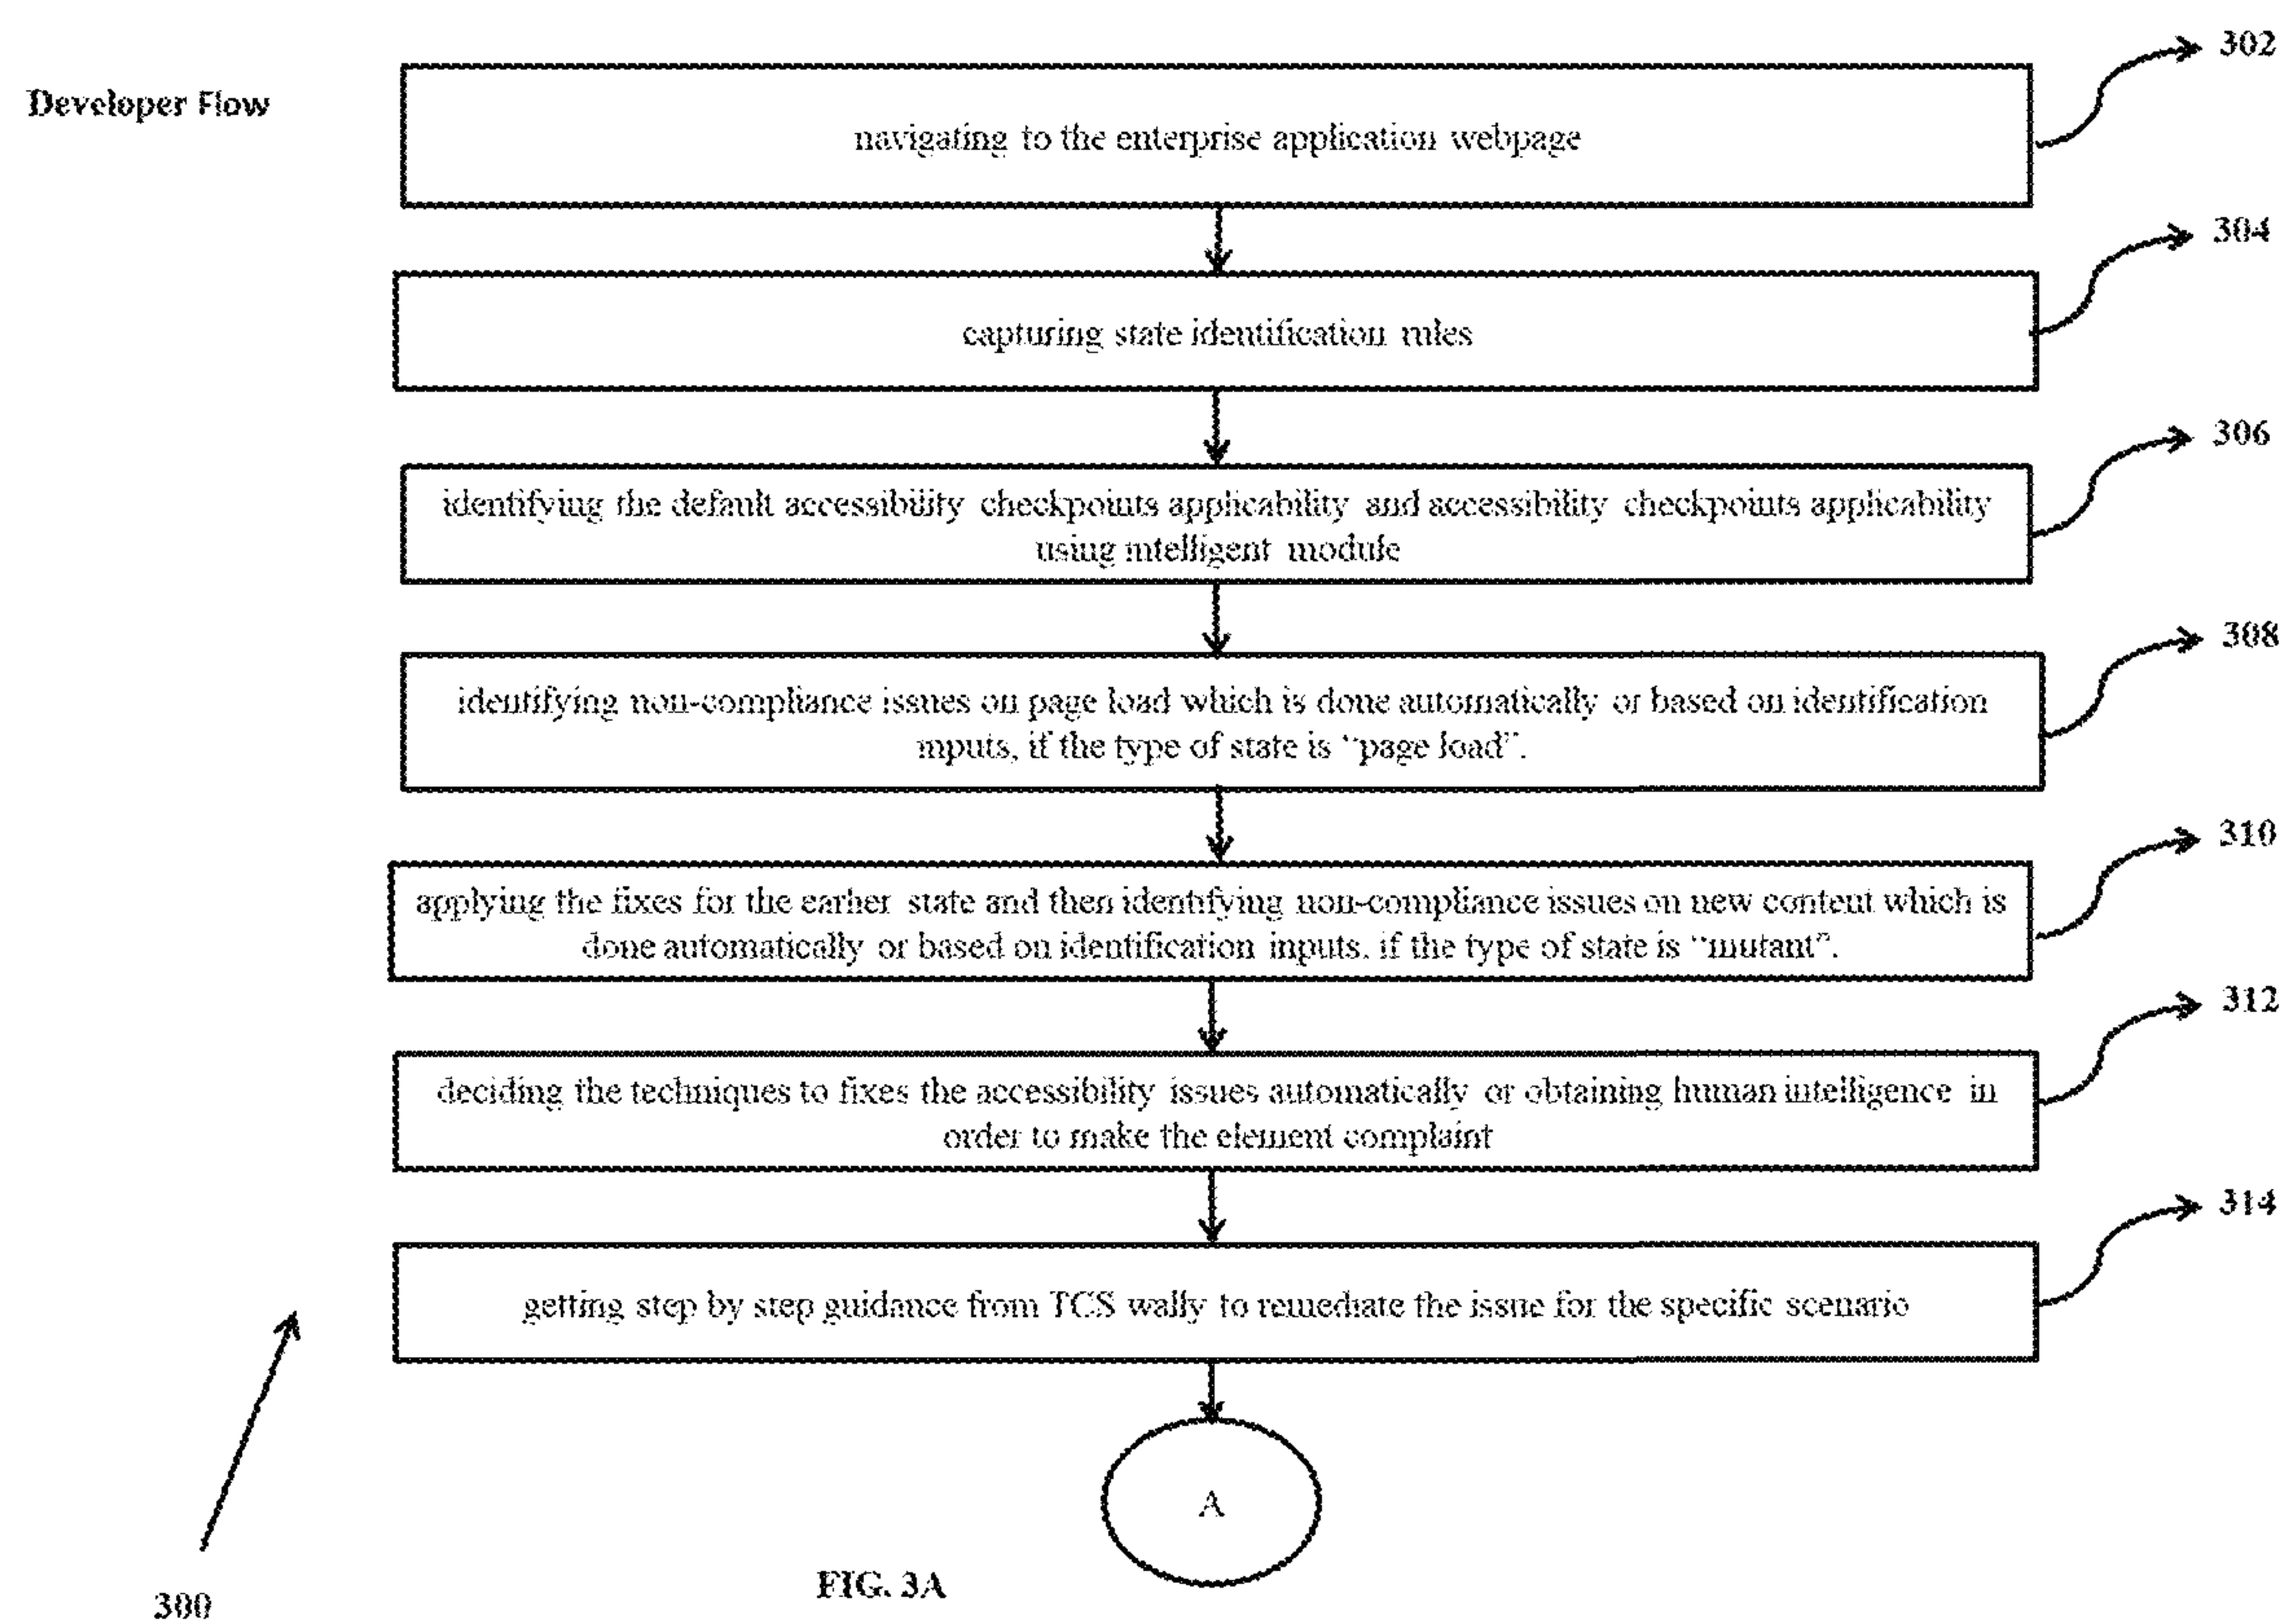 Developer Flow
302
navigating to the enterprise application webpage
304
capturing state identification rules
306
identifying the default accessibility checkpoints applicability and accessibility checkpoints applicability
using intelligent module
308
identifying non-compliance issues on page load which is done automatically or based on identification
inputs, if the type of state is “page load”.
310
applying the fixes for the earlier state and then identifying non-compliance issues on new content which is
done automatically or based on identification inputs. if the type of state is “mutant”.
312
deciding the techniques to fixes the accessibility issues automatically or obtaining human intelligence in
order to make the element complaint
314
getting step by step guidance from TCS wally to remediate the issue for the specific scenario
A
FIG. 3A
300